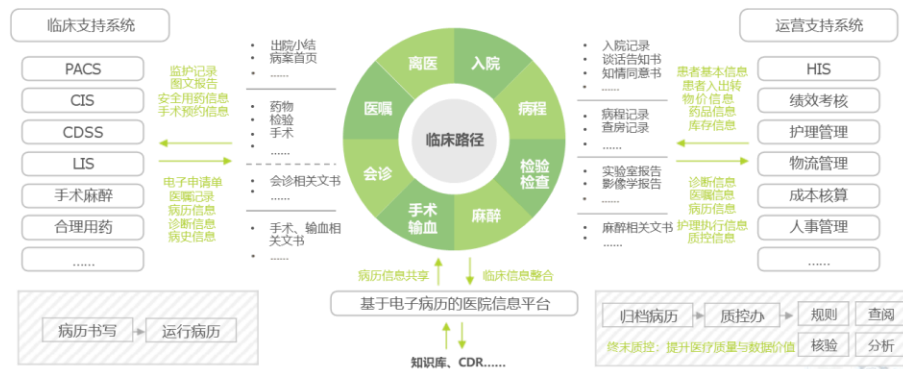 临床支持系统
PACS
CIS
CDSS
LIS
手术麻醉
合理用药
......
监护记录
图文报告
安全用药信息
手术预约信息
电子申请单
医嘱记录
病历信息
诊断信息
病史信息
• 出院小结
• 病案首页
• ......
• 药物
• 检验
• 手术
• ......
• 会诊相关文书
• ......
• 手术、输血相
关文书
• ......
离医
入院
医嘱
病程
临床路径
会诊
检验
检查
手术
输血
麻醉
• 入院记录
• 谈话告知书
• 知情同意书
• ......
• 病程记录
• 查房记录
• ......
• 实验室报告
• 影像学报告
• ......
• 麻醉相关文书
• ......
患者基本信息
患者入出转
物价信息
药品信息
库存信息
诊断信息
医嘱信息
病历信息
护理执行信息
质控信息
运营支持系统
HIS
绩效考核
护理管理
物流管理
成本核算
人事管理
......
病历信息共享
临床信息整合
基于电子病历的医院信息平台
知识库、CDR......
病历书写
运行病历
归档病历
质控办
规则
查阅
终末质控：提升医疗质量与数据价值
核验
分析